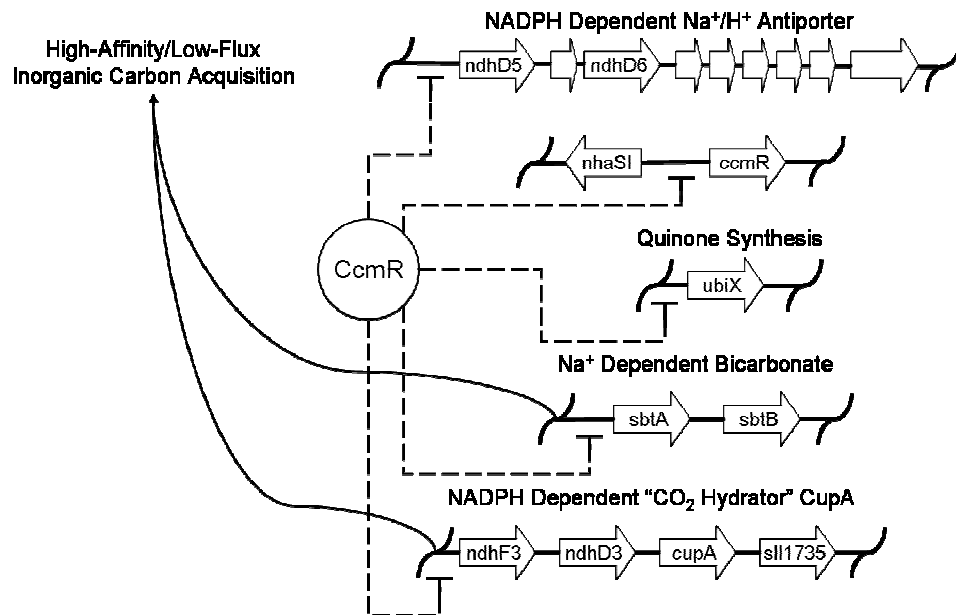 NADPH Dependent Na⁺/H⁺ Antiporter
High-Affinity/Low-Flux
Inorganic Carbon Acquisition
ndhD5
ndhD6
nhaSI
ccmR
Quinone Synthesis
CcmR
ubiX
Na⁺ Dependent Bicarbonate
sbtA
sbtB
NADPH Dependent “CO₂ Hydrator” CupA
ndhF3
ndhD3
cupA
sll1735